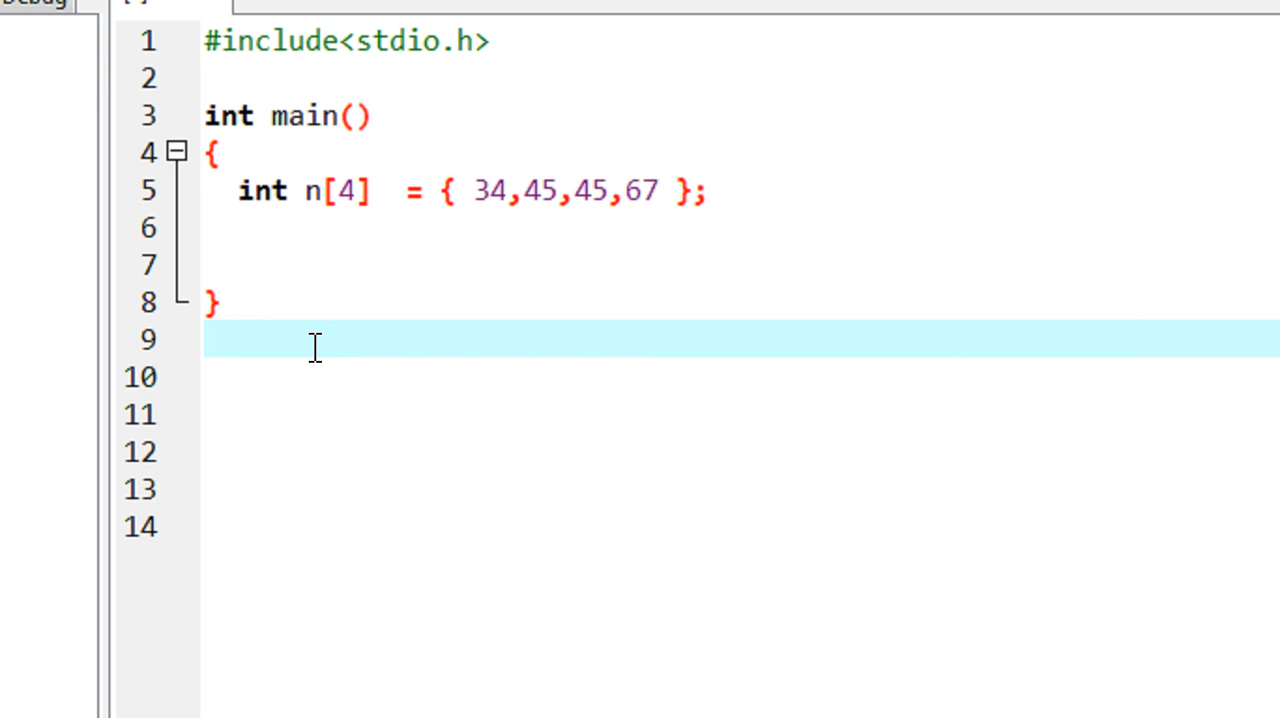 Debug
1 #include<stdio.h>
2
3 int main()
4 {
5 int n[4]  = { 34,45,45,67 };
6
7
8 }
9
10
11
12
13
14